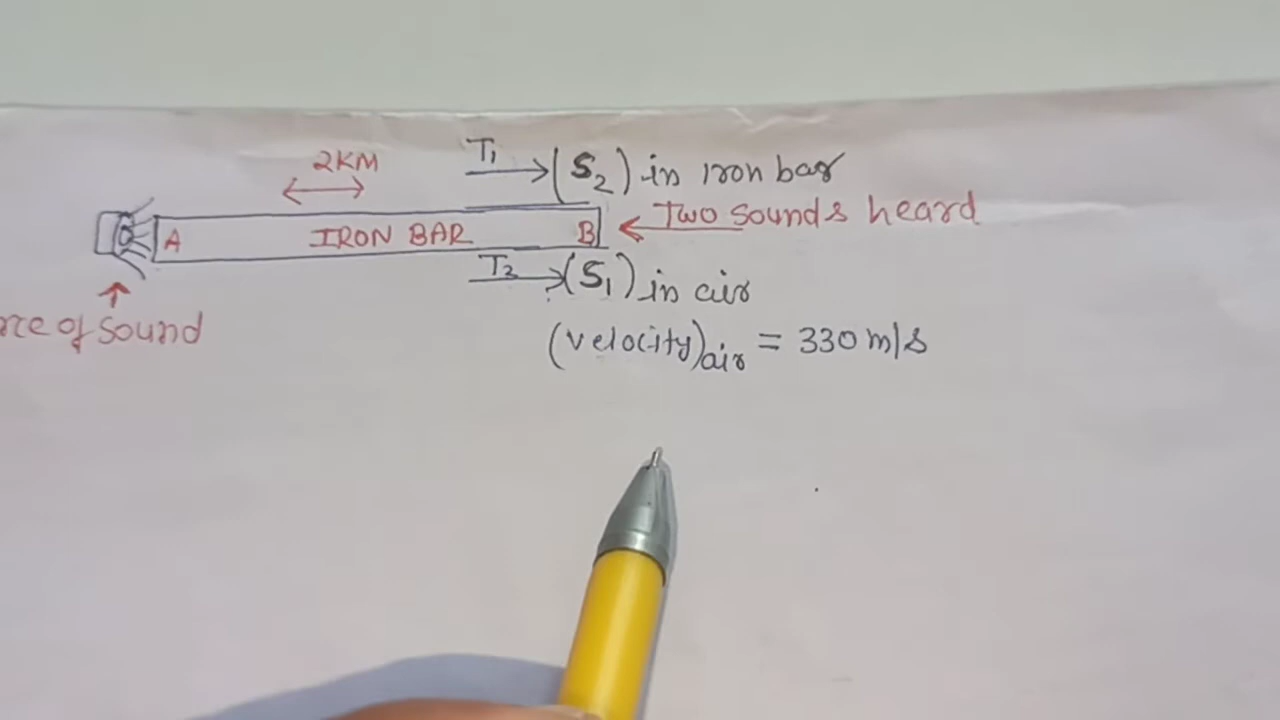 2KM
T₁ (S₂) in iron bar
A IRON BAR B Two sounds heard
T₂ (S₁) in air
of sound
(velocity)air = 330 m/s